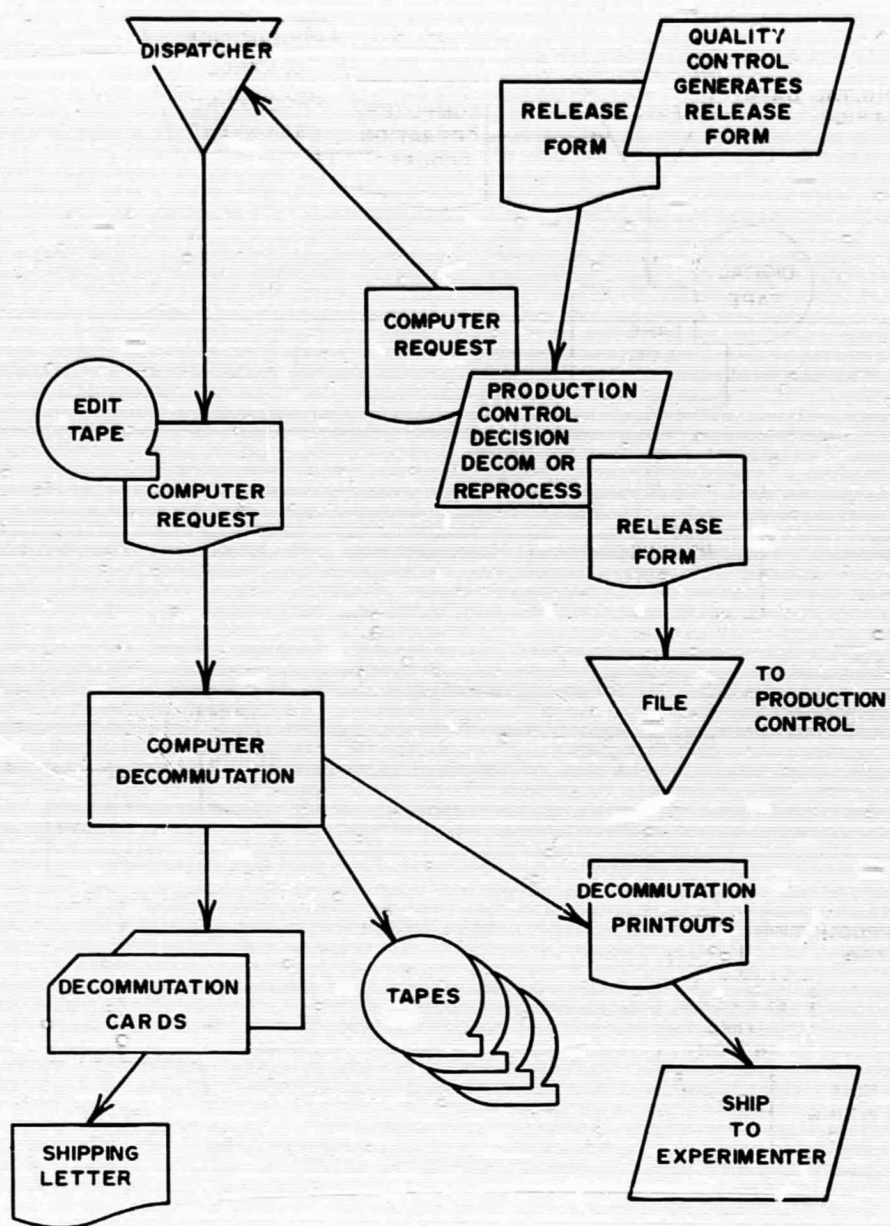 DISPATCHER
QUALITY
CONTROL
GENERATES
RELEASE
FORM
RELEASE
FORM
COMPUTER
REQUEST
PRODUCTION
CONTROL
DECISION
DECOM OR
REPROCESS
EDIT
TAPE
COMPUTER
REQUEST
RELEASE
FORM
FILE
TO
PRODUCTION
CONTROL
COMPUTER
DECOMMUTATION
DECOMMUTATION
PRINTOUTS
DECOMMUTATION
CARDS
TAPES
SHIP
TO
EXPERIMENTER
SHIPPING
LETTER